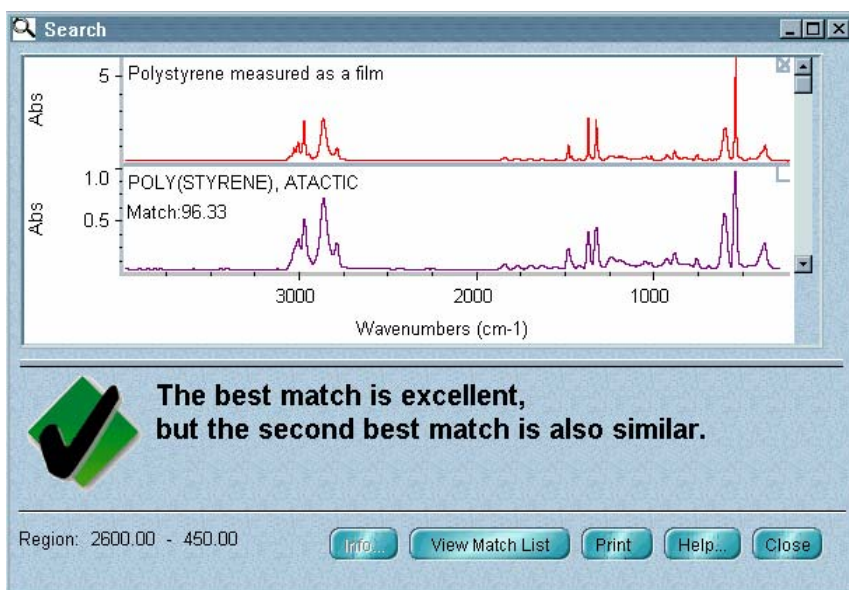 Search
5
Polystyrene measured as a film
Abs
1.0
POLY(STYRENE), ATACTIC
0.5
Match:96.33
Abs
3000 2000 1000
Wavenumbers (cm-1)
The best match is excellent,
but the second best match is also similar.
Region: 2600.00 - 450.00
Info...
View Match List
Print
Help...
Close